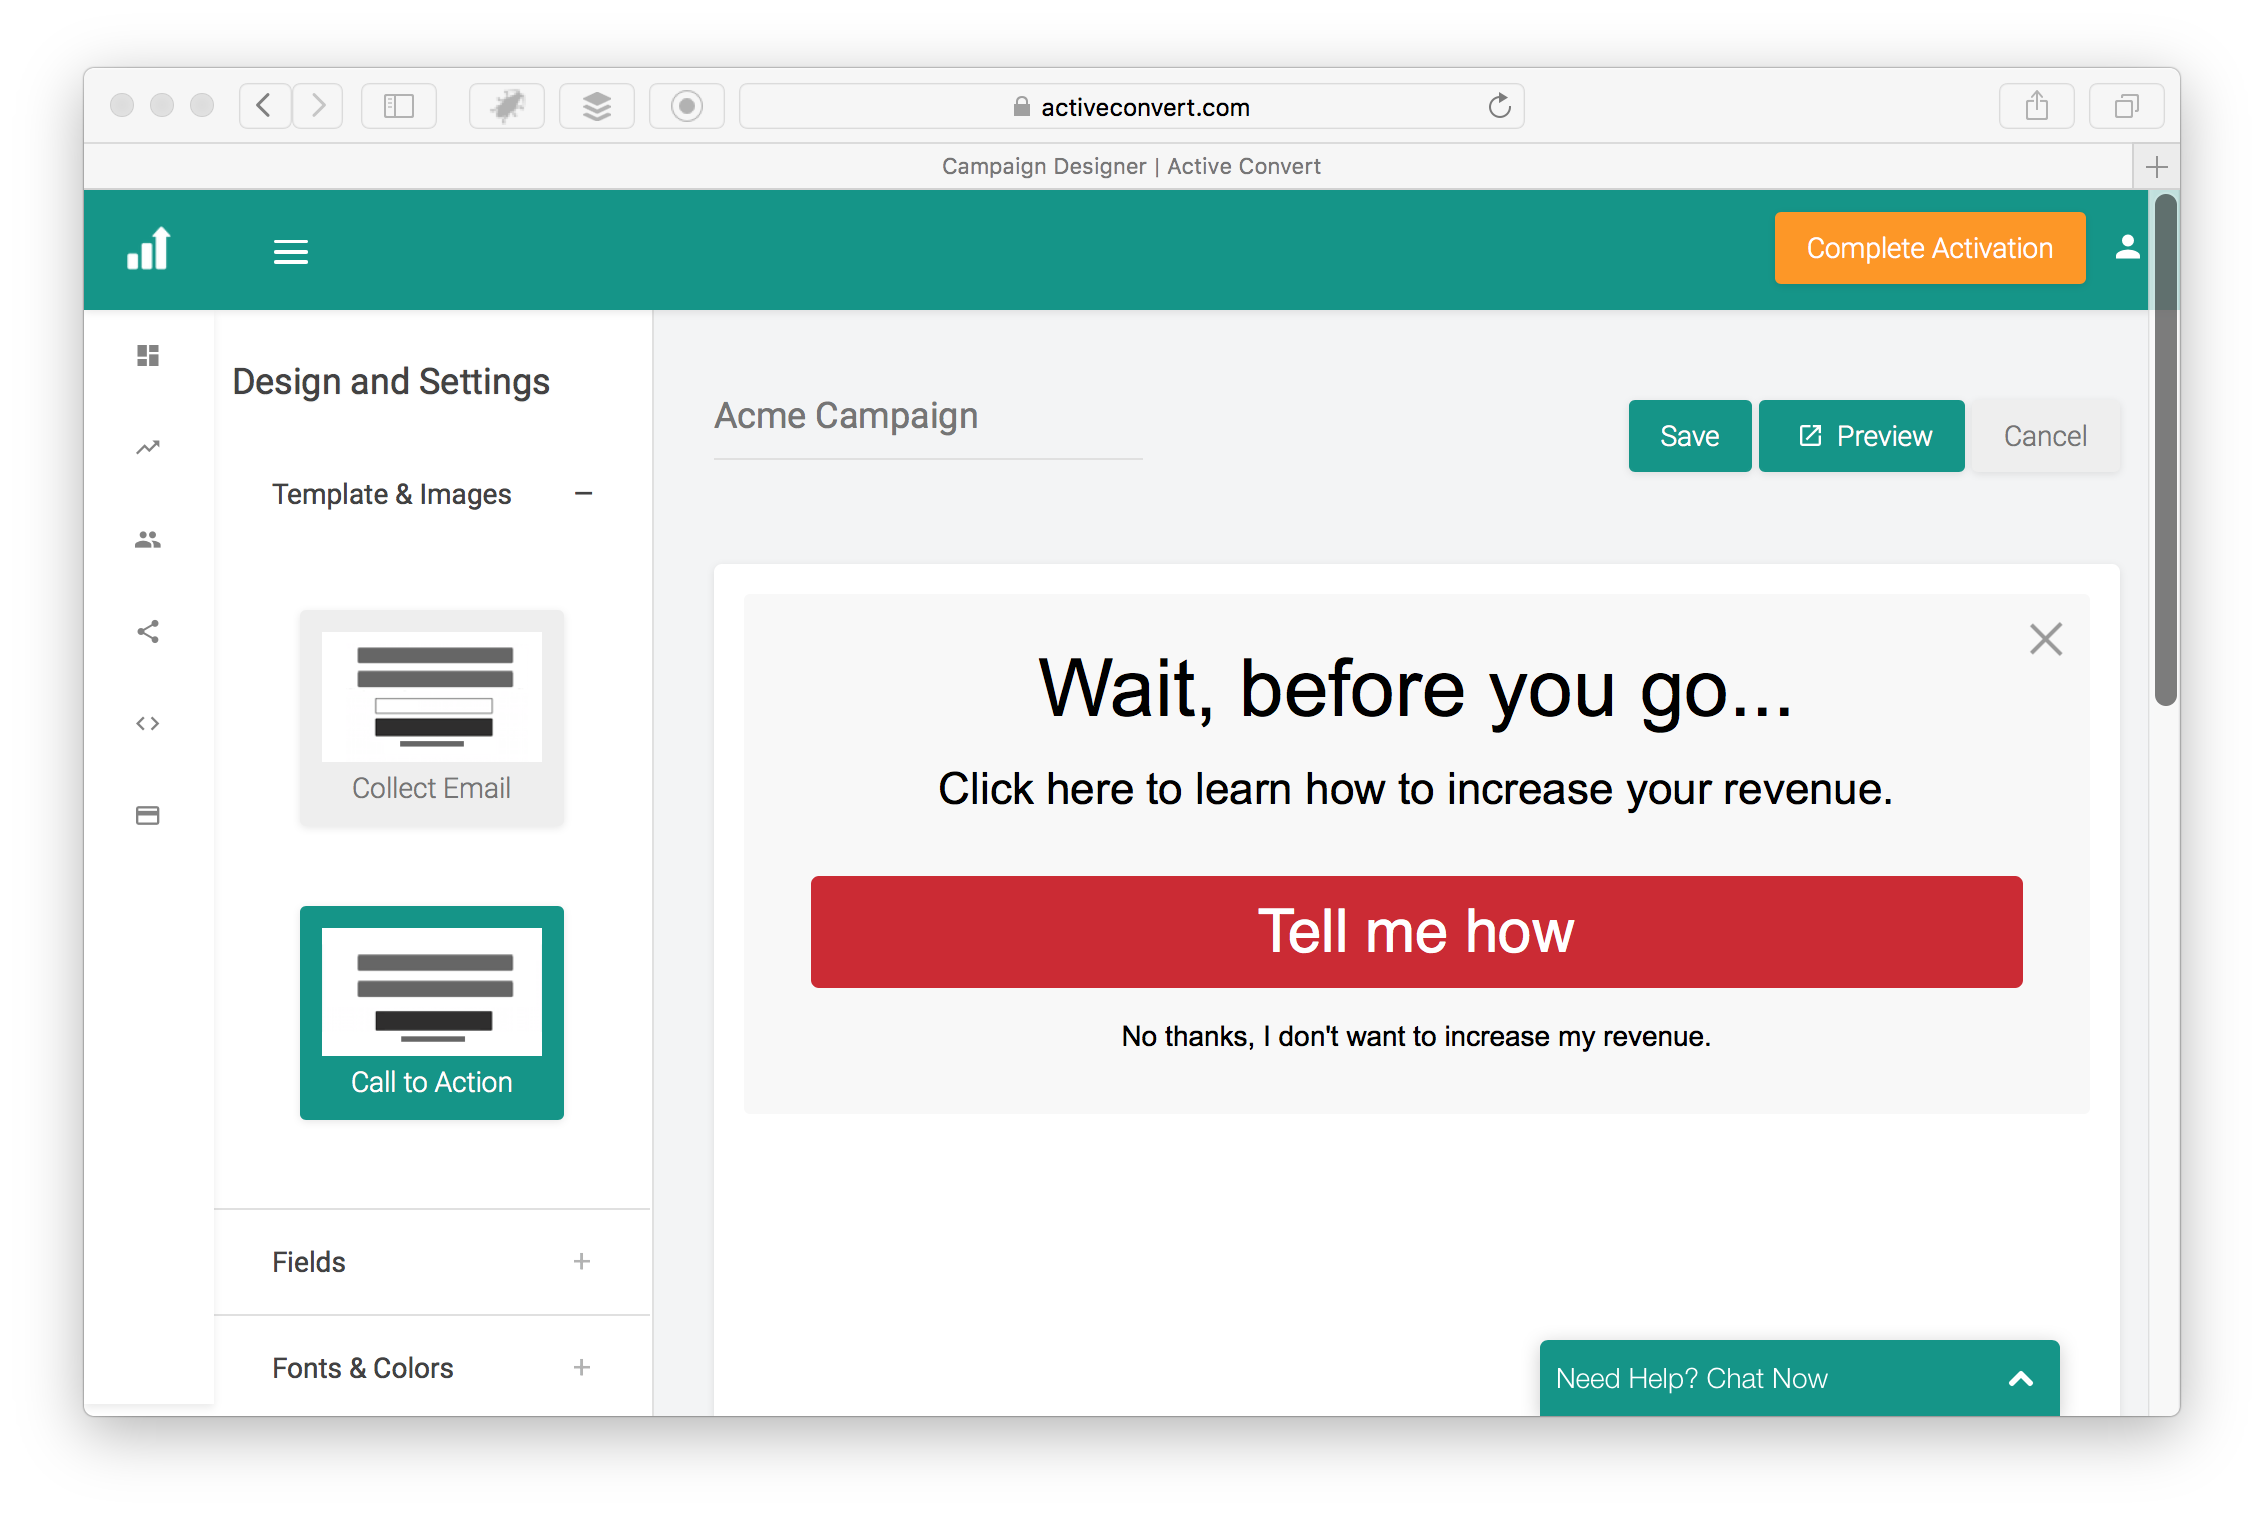 activeconvert.com
Campaign Designer | Active Convert
Complete Activation
Design and Settings
Template & Images
Collect Email
Call to Action
Fields
Fonts & Colors
Acme Campaign
Save
Preview
Cancel
Wait, before you go...
Click here to learn how to increase your revenue.
Tell me how
No thanks, I don't want to increase my revenue.
Need Help? Chat Now